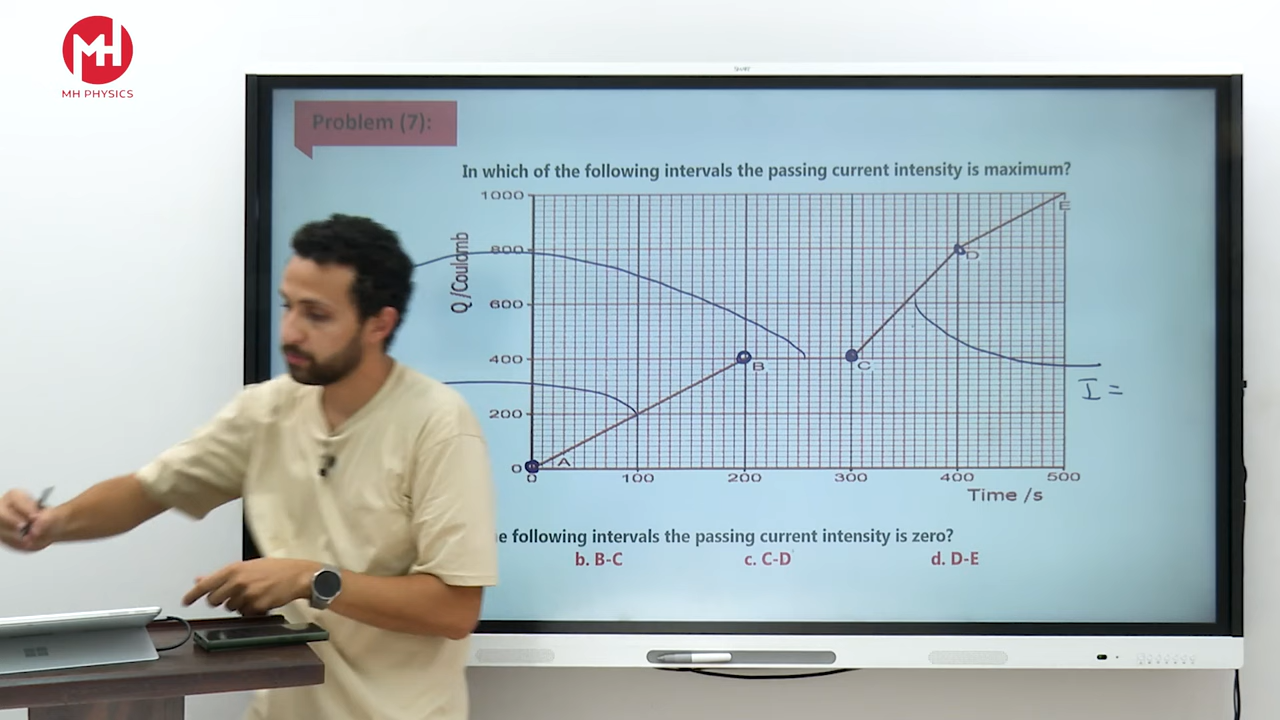 MH
MH PHYSICS
SMART
Problem (7):
In which of the following intervals the passing current intensity is maximum?
Q /Coulomb
1000
800
600
400
200
0
0 100 200 300 400 500
Time /s
A
B
C
D
E
I =
following intervals the passing current intensity is zero?
b. B-C c. C-D d. D-E